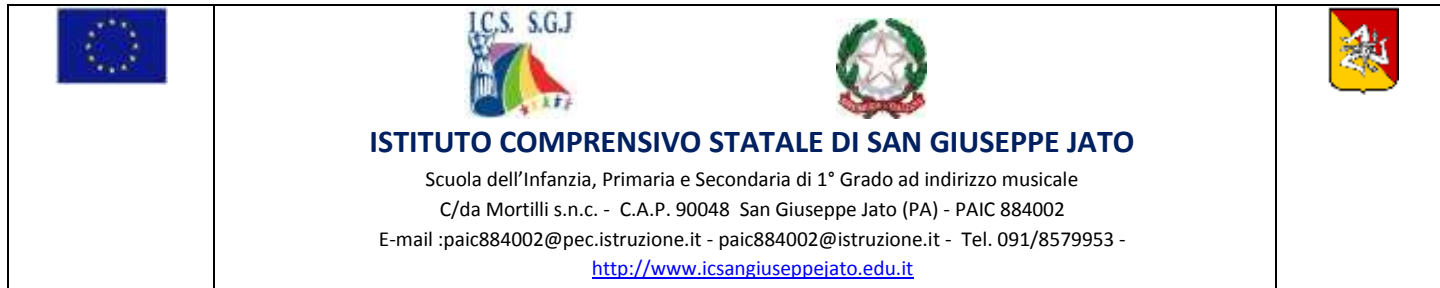 I.C.S. S.G.J
ISTITUTO COMPRENSIVO STATALE DI SAN GIUSEPPE JATO
Scuola dell'Infanzia, Primaria e Secondaria di 1° Grado ad indirizzo musicale
C/da Mortilli s.n.c. - C.A.P. 90048 San Giuseppe Jato (PA) - PAIC 884002
E-mail :paic884002@pec.istruzione.it - paic884002@istruzione.it - Tel. 091/8579953 -
http://www.icsangiuseppejato.edu.it